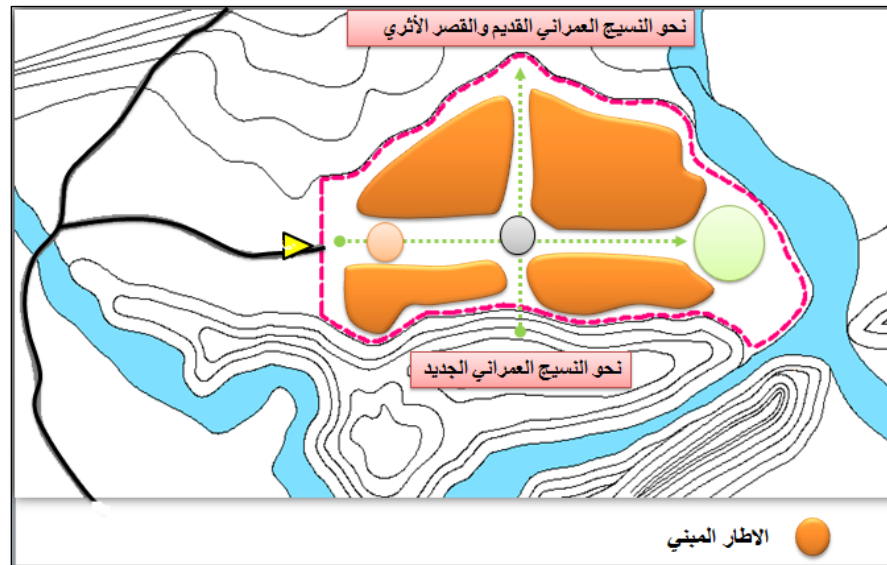 نحو النسيج العمراني القديم والقصر الأثري
نحو النسيج العمراني الجديد
الاطار المبني